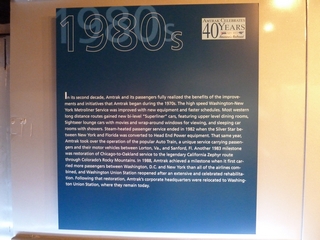 1980s
1980s
AMTRAK CELEBRATES
40 YEARS
In its second decade, Amtrak and its passengers fully realized the benefits of the improve-
ments and initiatives that Amtrak began during the 1970s. The high speed Washington-New
York Metroliner Service was improved with new equipment and faster schedules. Most western
long distance routes gained new bi-level "Superliner" cars, featuring upper level dining rooms,
sightseer lounge cars with movies and wrap-around windows for viewing, and sleeping car
rooms with showers. Steam-heated passenger service ended in 1982 when the Silver Star be-
tween New York and Florida was converted to Head End Power equipment. That same year,
Amtrak took over the operation of the popular Auto Train, a unique service carrying passen-
gers and their motor vehicles between Lorton, Va., and Sanford, Fl. Another 1983 milestone
was restoration of Chicago-to-Oakland service to the legendary California Zephyr route
through Colorado's Rocky Mountains. In 1988, Amtrak achieved a milestone when it first car-
ried more passengers between Washington, D.C. and New York than all of the airlines com-
bined, and Washington Union Station reopened after an extensive and celebrated rehabilita-
tion. Following that restoration, Amtrak's corporate headquarters were relocated to Washing-
ton Union Station, where they remain today.